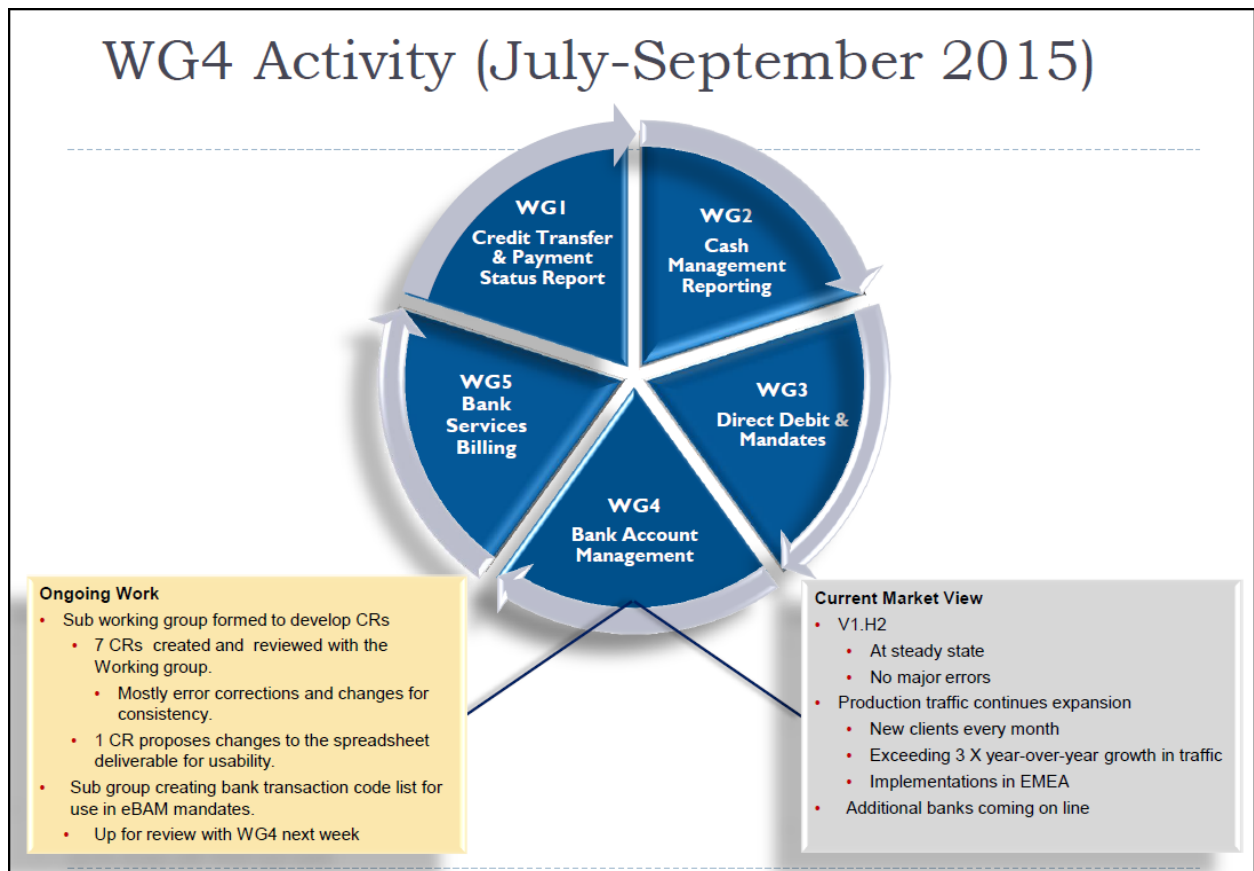 WG4 Activity (July-September 2015)
WG1
Credit Transfer
& Payment
Status Report
WG2
Cash
Management
Reporting
WG3
Direct Debit &
Mandates
WG4
Bank Account
Management
WG5
Bank
Services
Billing
Ongoing Work
• Sub working group formed to develop CRs
• 7 CRs created and reviewed with the
Working group.
• Mostly error corrections and changes for
consistency.
• 1 CR proposes changes to the spreadsheet
deliverable for usability.
• Sub group creating bank transaction code list for
use in eBAM mandates.
• Up for review with WG4 next week
Current Market View
• V1.H2
• At steady state
• No major errors
• Production traffic continues expansion
• New clients every month
• Exceeding 3 X year-over-year growth in traffic
• Implementations in EMEA
• Additional banks coming on line